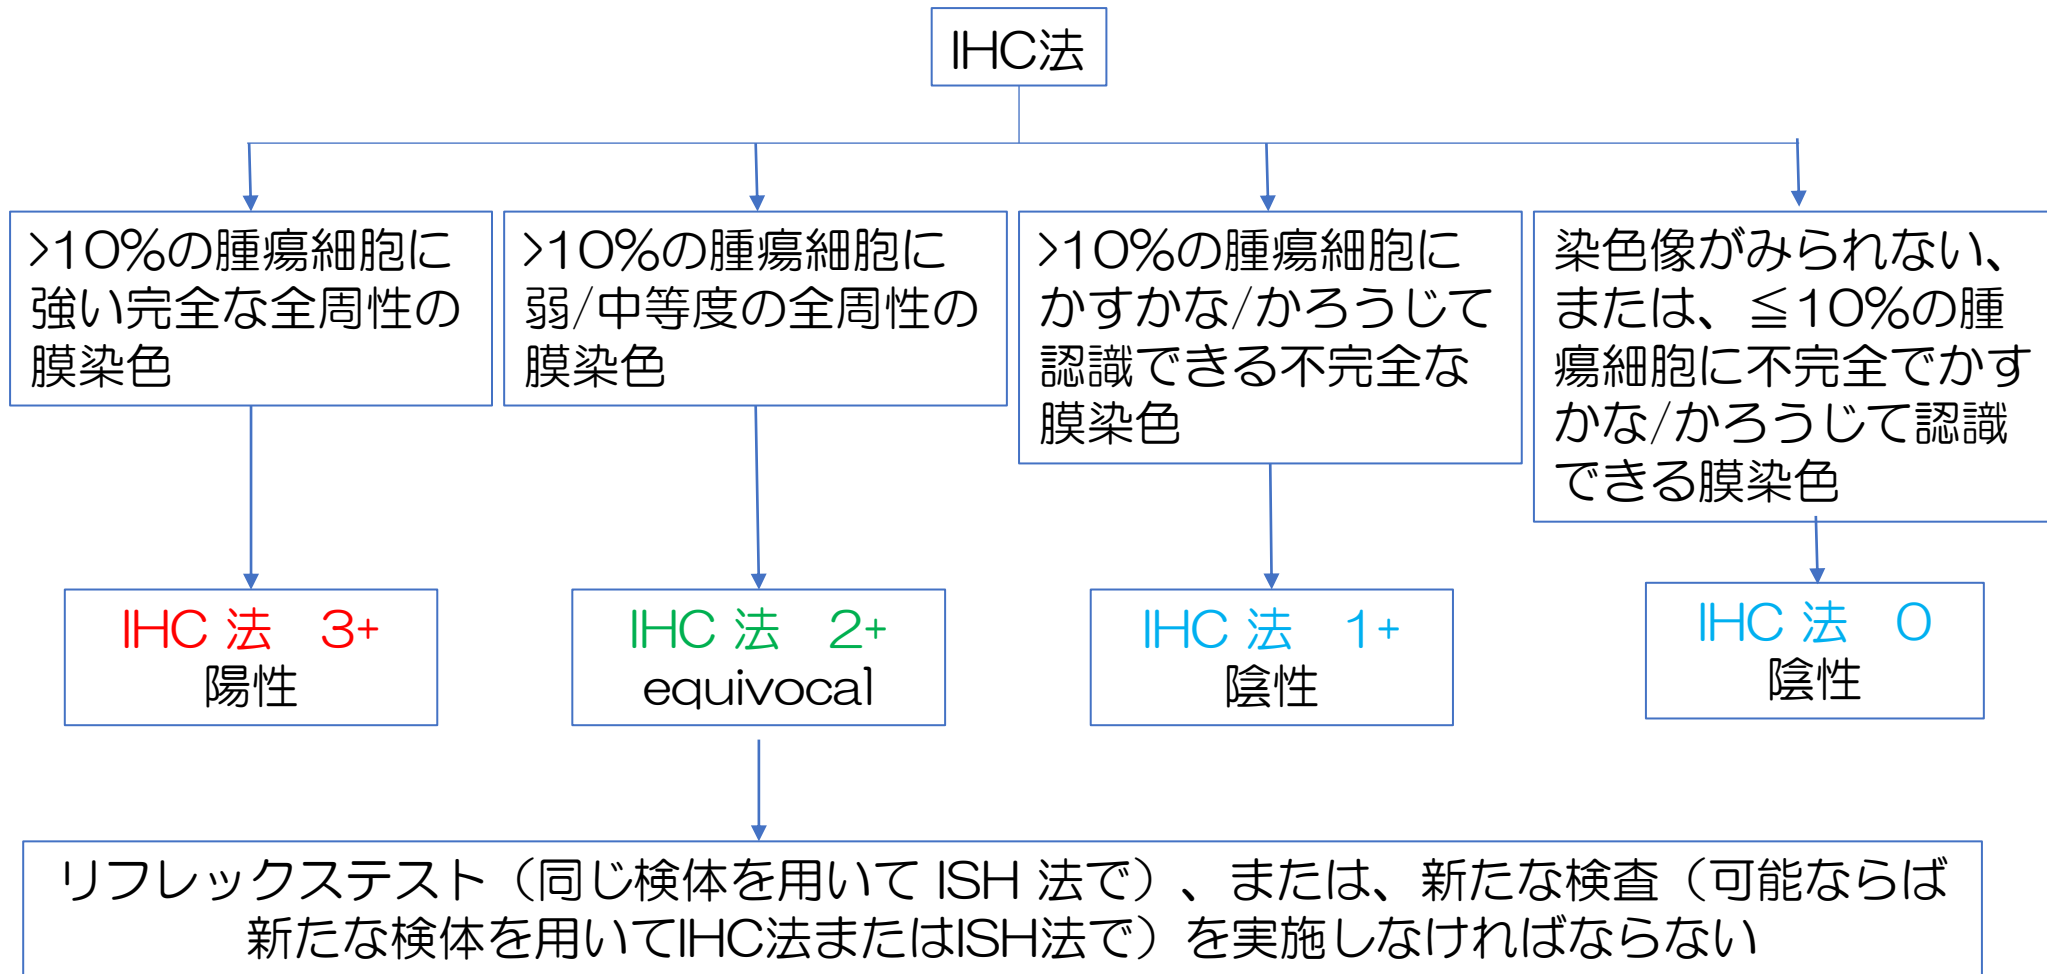 IHC法
>10%の腫瘍細胞に
強い完全な全周性の
膜染色
>10%の腫瘍細胞に
弱/中等度の全周性の
膜染色
>10%の腫瘍細胞に
かすかな/かろうじて
認識できる不完全な
膜染色
染色像がみられない、
または、≦10%の腫
瘍細胞に不完全でかす
かな/かろうじて認識
できる膜染色
IHC 法　3+
陽性
IHC 法　2+
equivocal
IHC 法　1+
陰性
IHC 法　0
陰性
リフレックステスト（同じ検体を用いて ISH 法で）、または、新たな検査（可能ならば
新たな検体を用いてIHC法またはISH法で）を実施しなければならない